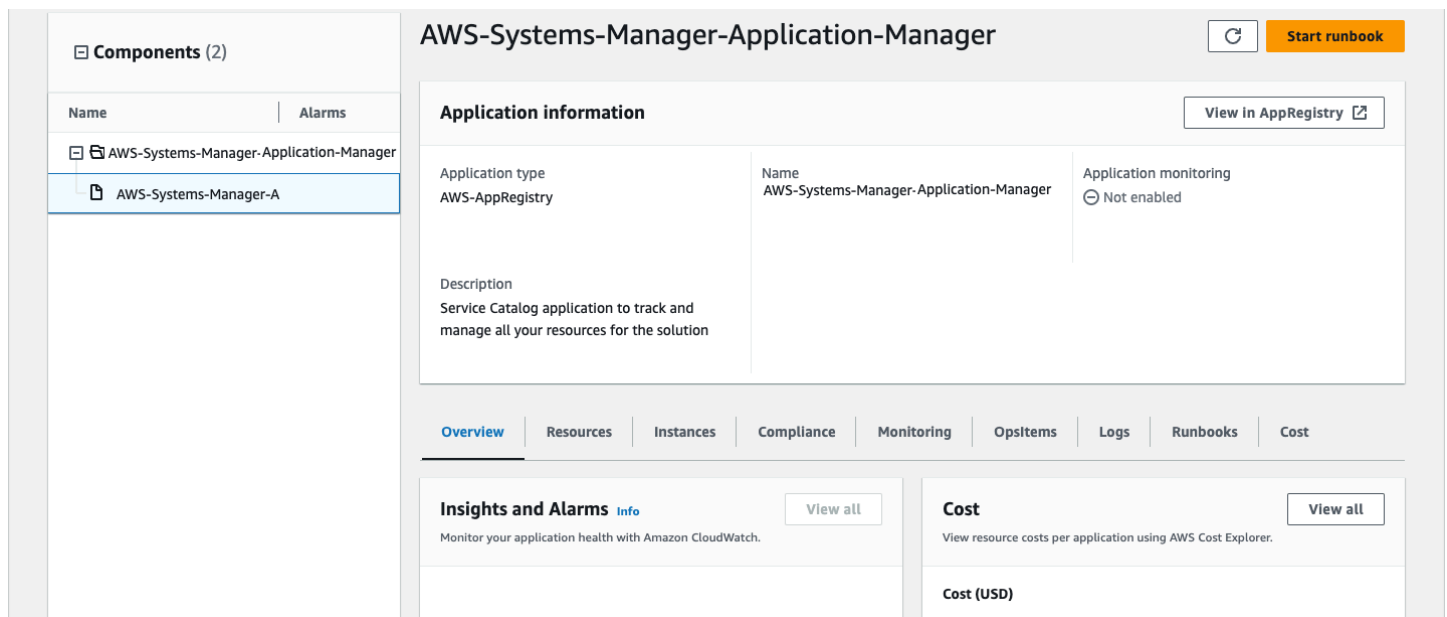 Components (2)
Name Alarms
AWS-Systems-Manager-Application-Manager
AWS-Systems-Manager-A
AWS-Systems-Manager-Application-Manager
Start runbook
Application information
View in AppRegistry
Application type
AWS-AppRegistry
Name
AWS-Systems-Manager-Application-Manager
Application monitoring
Not enabled
Description
Service Catalog application to track and
manage all your resources for the solution
Overview Resources Instances Compliance Monitoring OpsItems Logs Runbooks Cost
Insights and Alarms Info
View all
Monitor your application health with Amazon CloudWatch.
Cost
View all
View resource costs per application using AWS Cost Explorer.
Cost (USD)